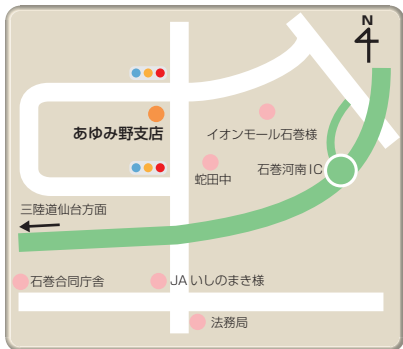 N
あゆみ野支店
イオンモール石巻様
石巻河南IC
蛇田中
三陸道仙台方面
石巻合同庁舎
JAいしのまき様
法務局